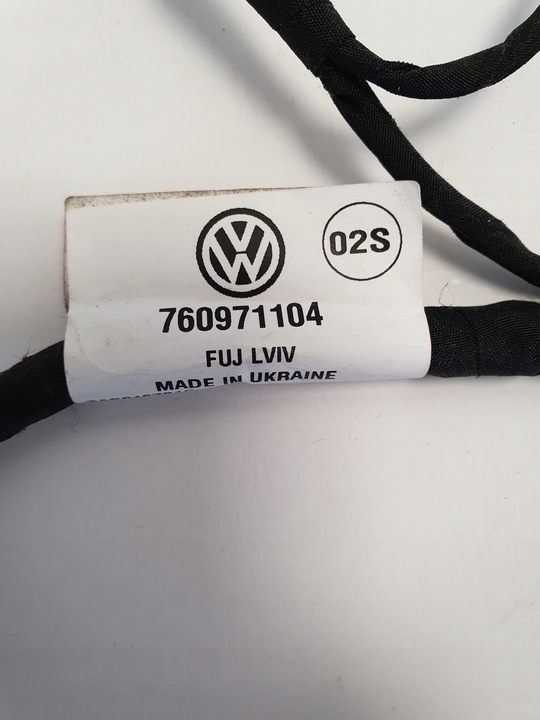 02S
760971104
FUJ LVIV
MADE IN UKRAINE